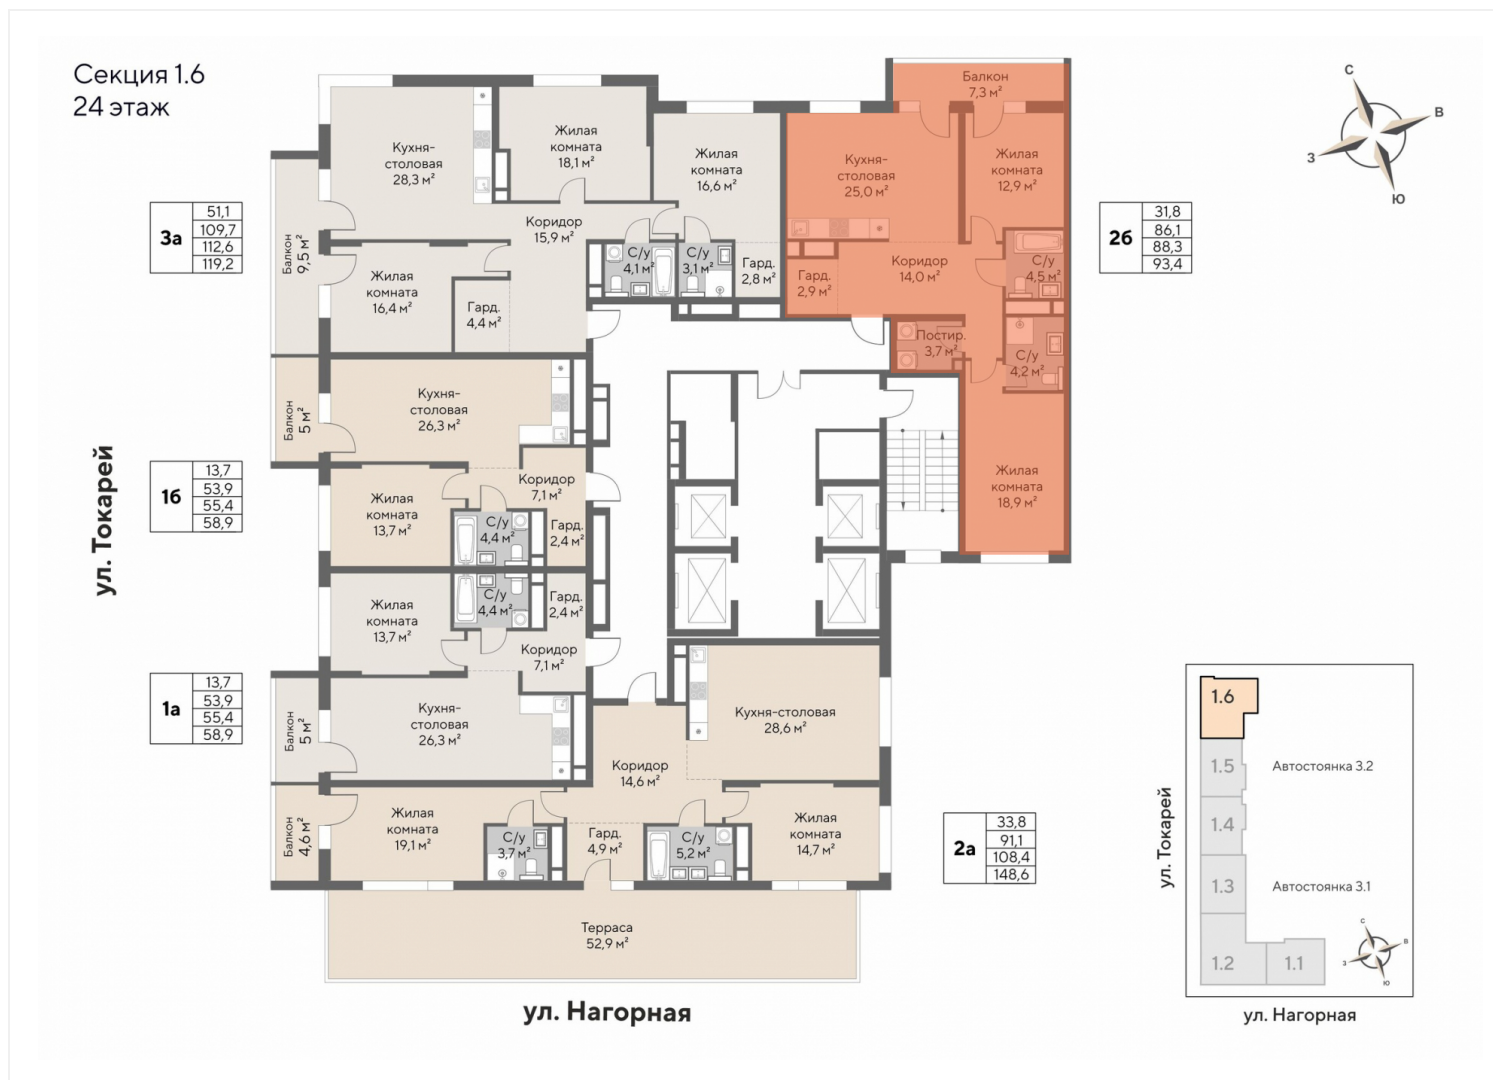 Секция 1.6
24 этаж
Балкон
7,3 м²
С
В
З
Ю
Кухня-
столовая
28,3 м²
Жилая
комната
18,1 м²
Жилая
комната
16,6 м²
Кухня-
столовая
25,0 м²
Жилая
комната
12,9 м²
3а
51,1
109,7
112,6
119,2
2б
31,8
86,1
88,3
93,4
Балкон
9,5 м²
Коридор
15,9 м²
С/у
4,1 м²
С/у
3,1 м²
Гард.
2,8 м²
Гард.
2,9 м²
Коридор
14,0 м²
С/у
4,5 м²
Жилая
комната
16,4 м²
Гард.
4,4 м²
Постир.
3,7 м²
С/у
4,2 м²
Балкон
5 м²
Кухня-
столовая
26,3 м²
Жилая
комната
18,9 м²
ул. Токарей
1б
13,7
53,9
55,4
58,9
Жилая
комната
13,7 м²
Коридор
7,1 м²
С/у
4,4 м²
Гард.
2,4 м²
Жилая
комната
13,7 м²
С/у
4,4 м²
Гард.
2,4 м²
Коридор
7,1 м²
1а
13,7
53,9
55,4
58,9
Балкон
5 м²
Кухня-
столовая
26,3 м²
Кухня-столовая
28,6 м²
Коридор
14,6 м²
Балкон
4,6 м²
Жилая
комната
19,1 м²
С/у
3,7 м²
Гард.
4,9 м²
С/у
5,2 м²
Жилая
комната
14,7 м²
2а
33,8
91,1
108,4
148,6
Терраса
52,9 м²
ул. Нагорная
1.6
1.5
Автостоянка 3.2
1.4
1.3
Автостоянка 3.1
1.2
1.1
С
В
З
Ю
ул. Токарей
ул. Нагорная